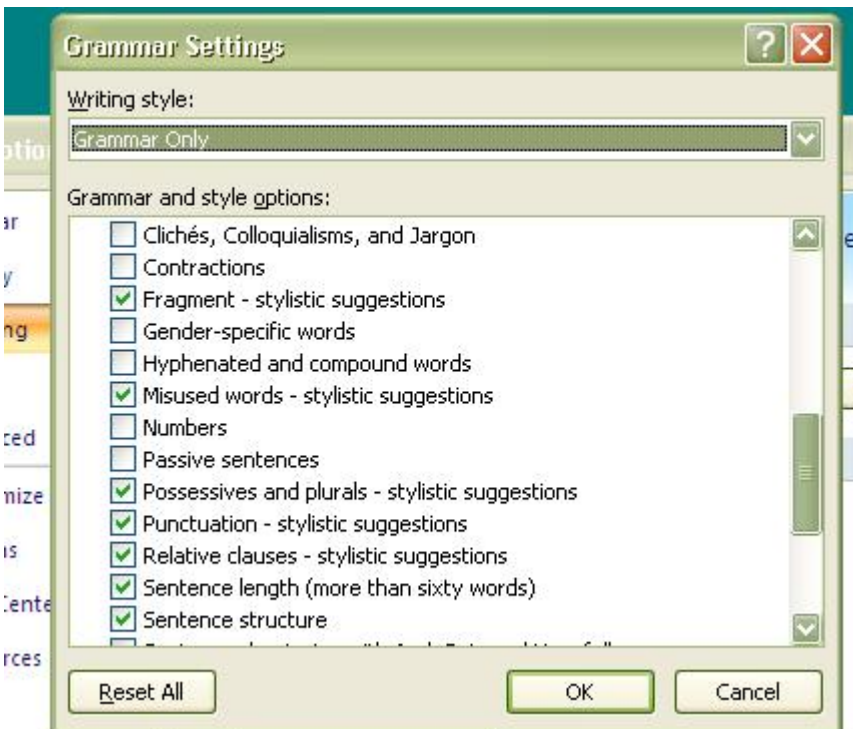 Grammar Settings
Writing style:
Grammar Only
Grammar and style options:
Clichés, Colloquialisms, and Jargon
Contractions
Fragment - stylistic suggestions
Gender-specific words
Hyphenated and compound words
Misused words - stylistic suggestions
Numbers
Passive sentences
Possessives and plurals - stylistic suggestions
Punctuation - stylistic suggestions
Relative clauses - stylistic suggestions
Sentence length (more than sixty words)
Sentence structure
Reset All OK Cancel